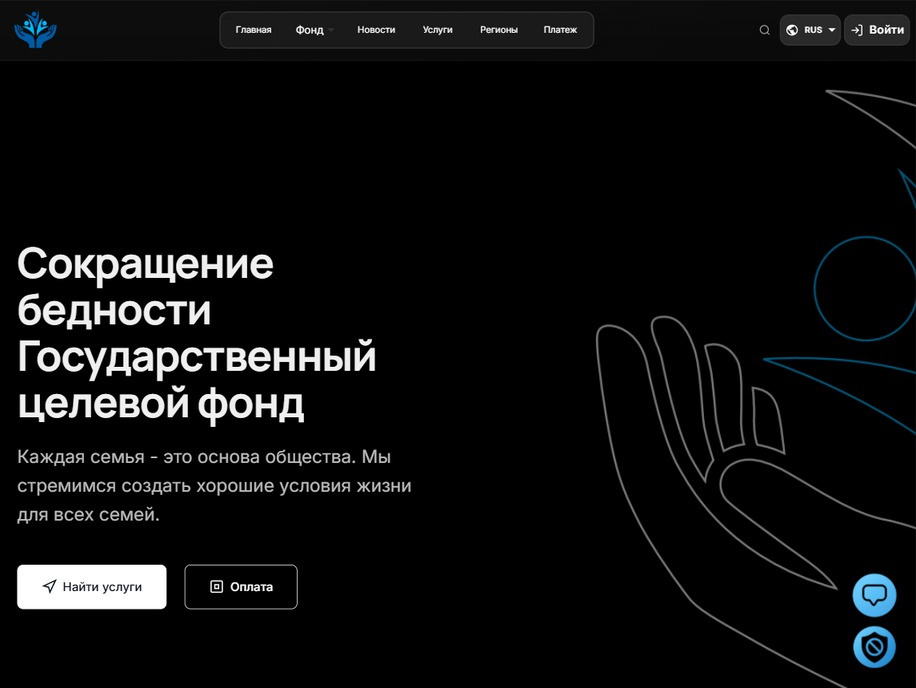 Главная Фонд Новости Услуги Регионы Платеж RUS Войти
Сокращение
бедности
Государственный
целевой фонд
Каждая семья - это основа общества. Мы
стремимся создать хорошие условия жизни
для всех семей.
Найти услуги Оплата